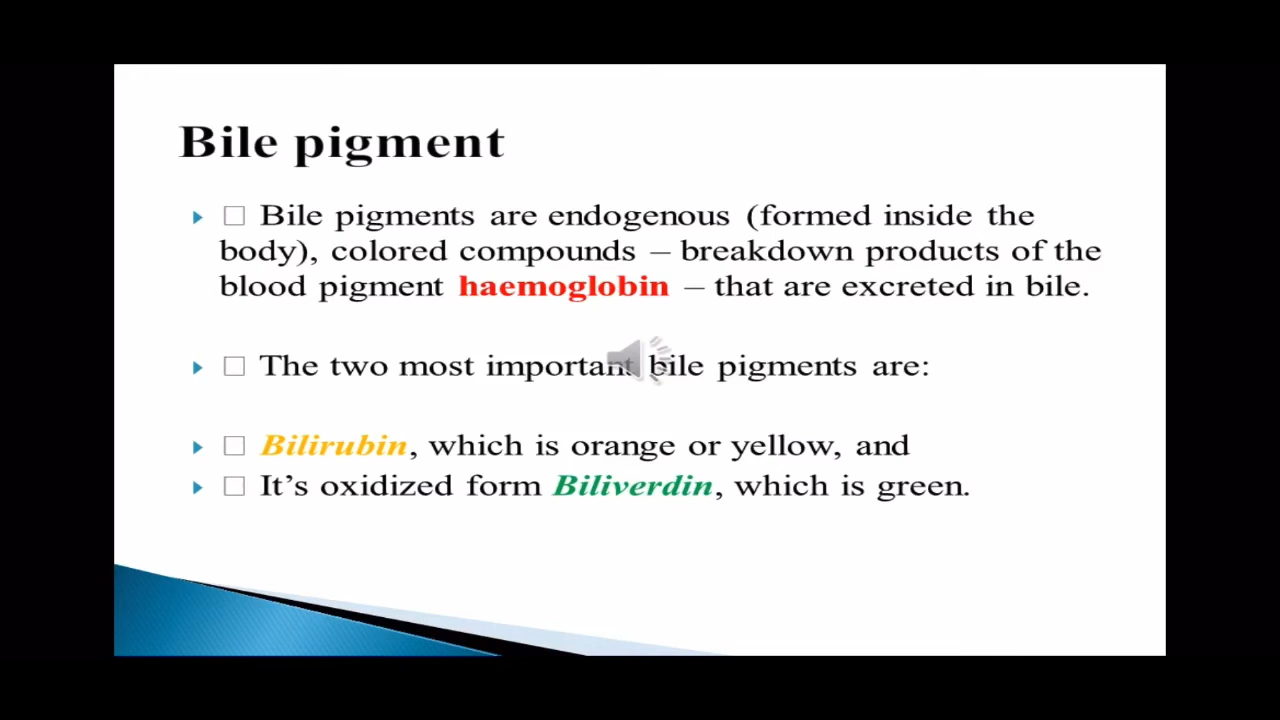 Bile pigment
□ Bile pigments are endogenous (formed inside the
body), colored compounds – breakdown products of the
blood pigment haemoglobin – that are excreted in bile.
□ The two most important bile pigments are:
□ Bilirubin, which is orange or yellow, and
□ It’s oxidized form Biliverdin, which is green.